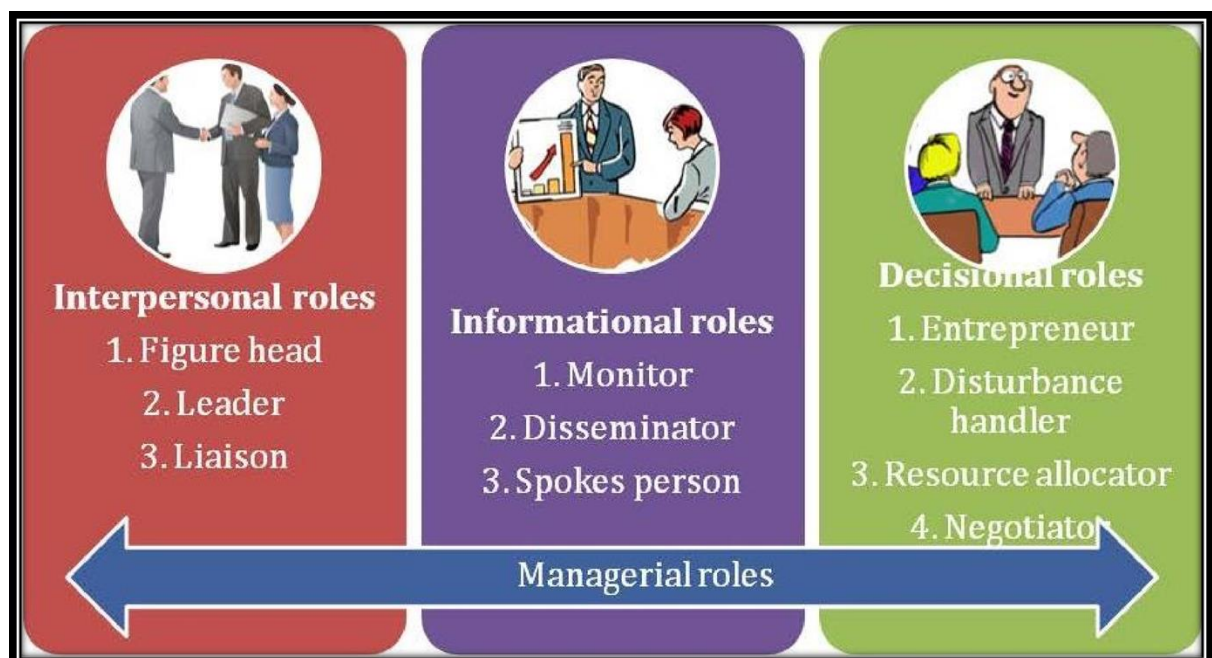 Interpersonal roles
1. Figure head
2. Leader
3. Liaison
Informational roles
1. Monitor
2. Disseminator
3. Spokes person
Decisional roles
1. Entrepreneur
2. Disturbance
handler
3. Resource allocator
4. Negotiator
Managerial roles